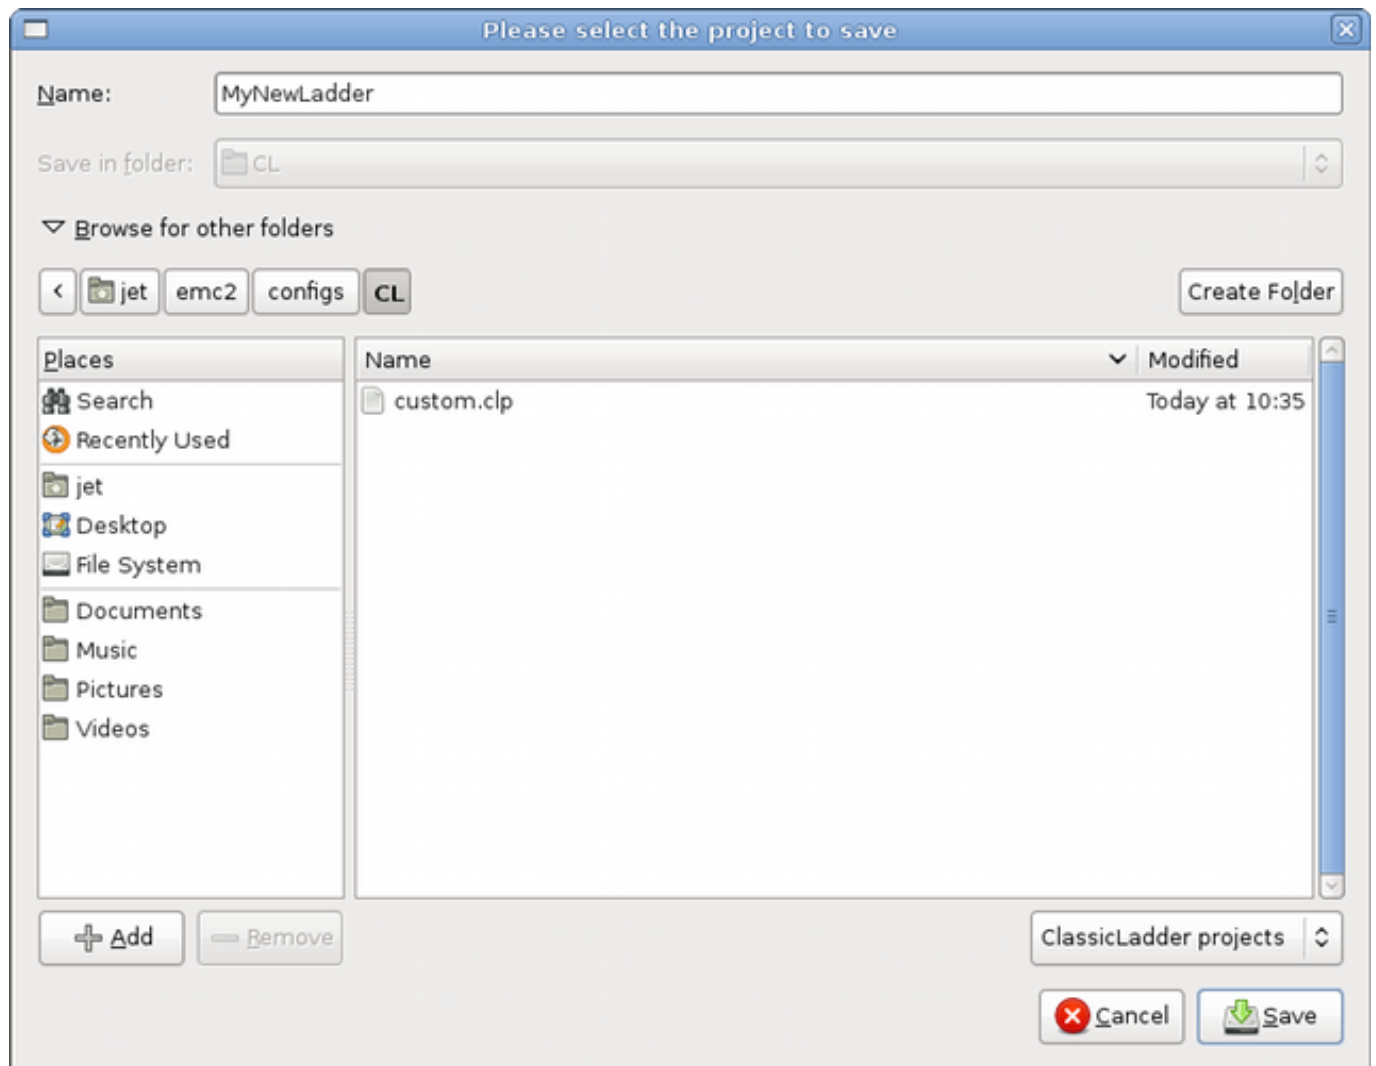 Please select the project to save
Name: MyNewLadder
Save in folder: CL
Browse for other folders
< jet emc2 configs CL Create Folder
Places Name Modified
Search custom.clp Today at 10:35
Recently Used
jet
Desktop
File System
Documents
Music
Pictures
Videos
Add Remove ClassicLadder projects
Cancel Save